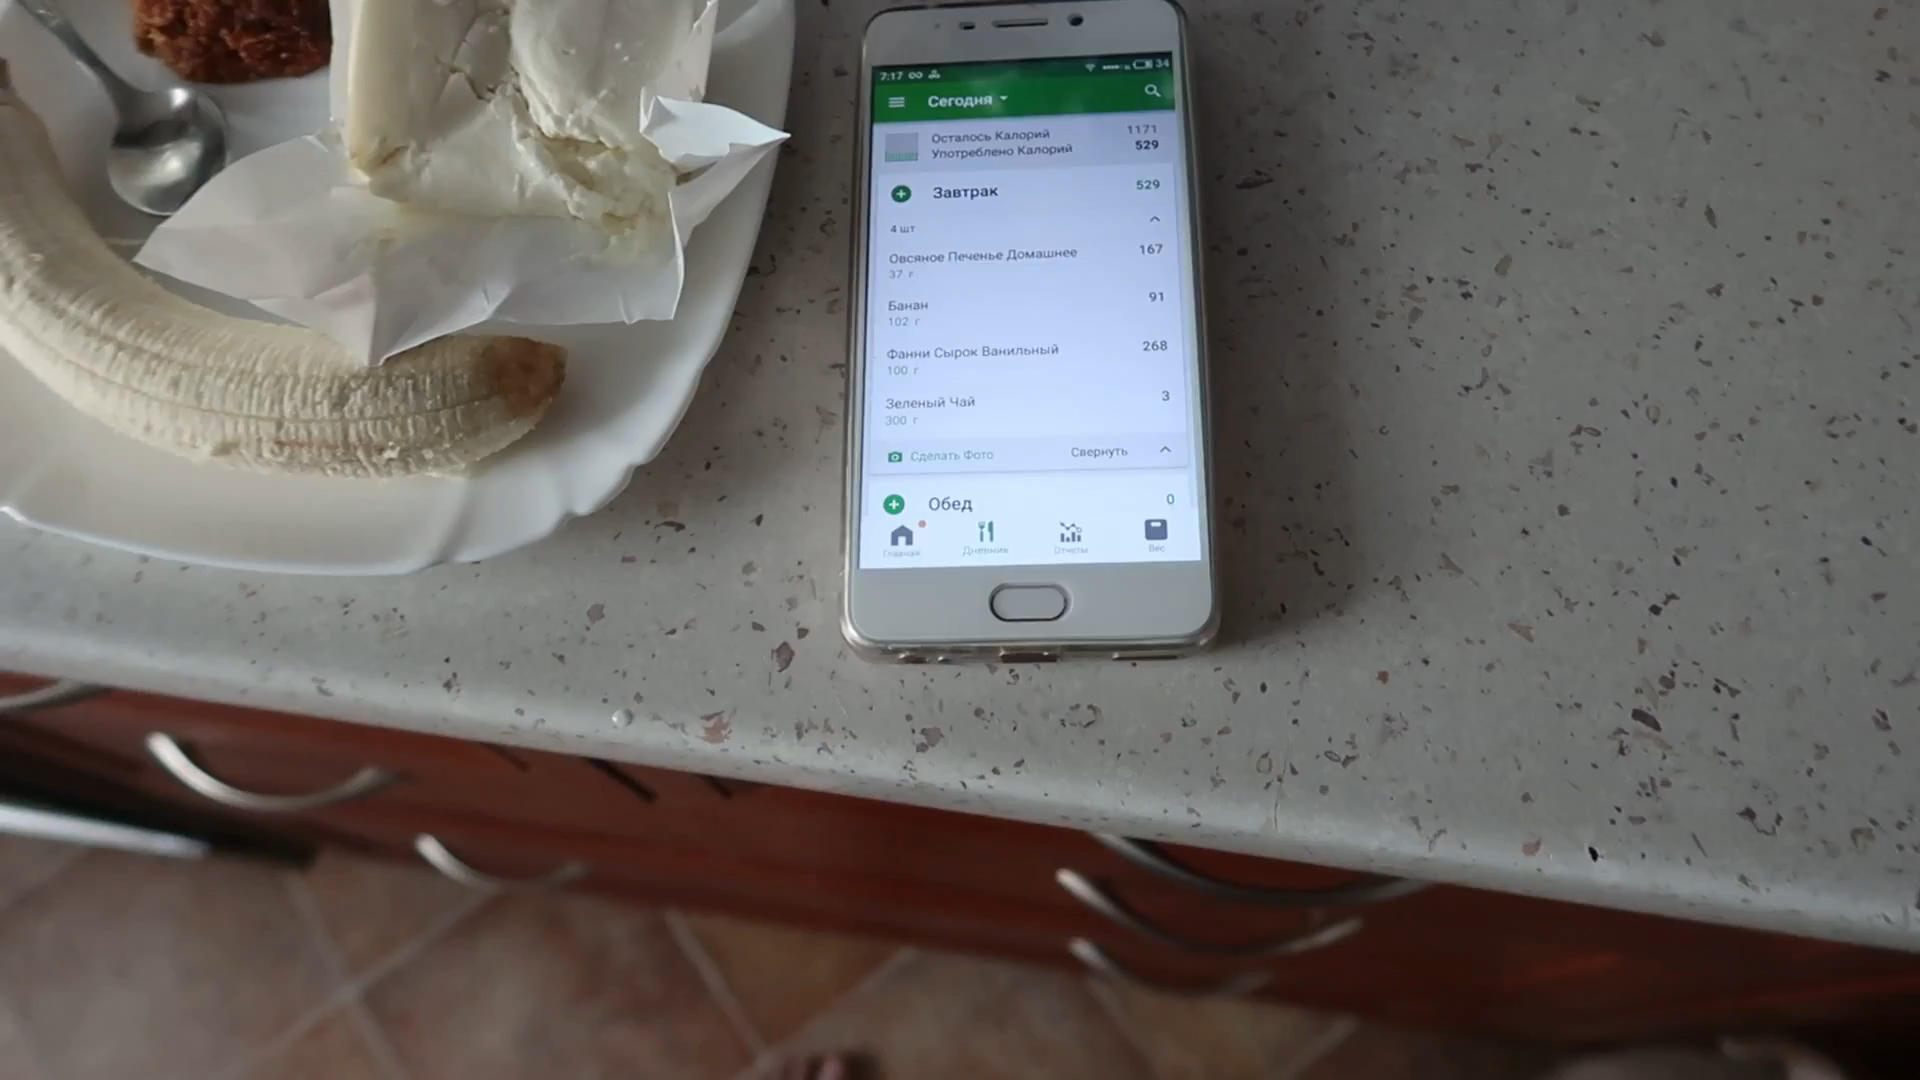 7:17 34
Сегодня
Осталось Калорий 1171
Употреблено Калорий 529
Завтрак 529
4 шт
Овсяное Печенье Домашнее 167
37 г
Банан 91
102 г
Фанни Сырок Ванильный 268
100 г
Зеленый Чай 3
300 г
Сделать Фото Свернуть
Обед 0
Главная Дневник Отчеты Вес